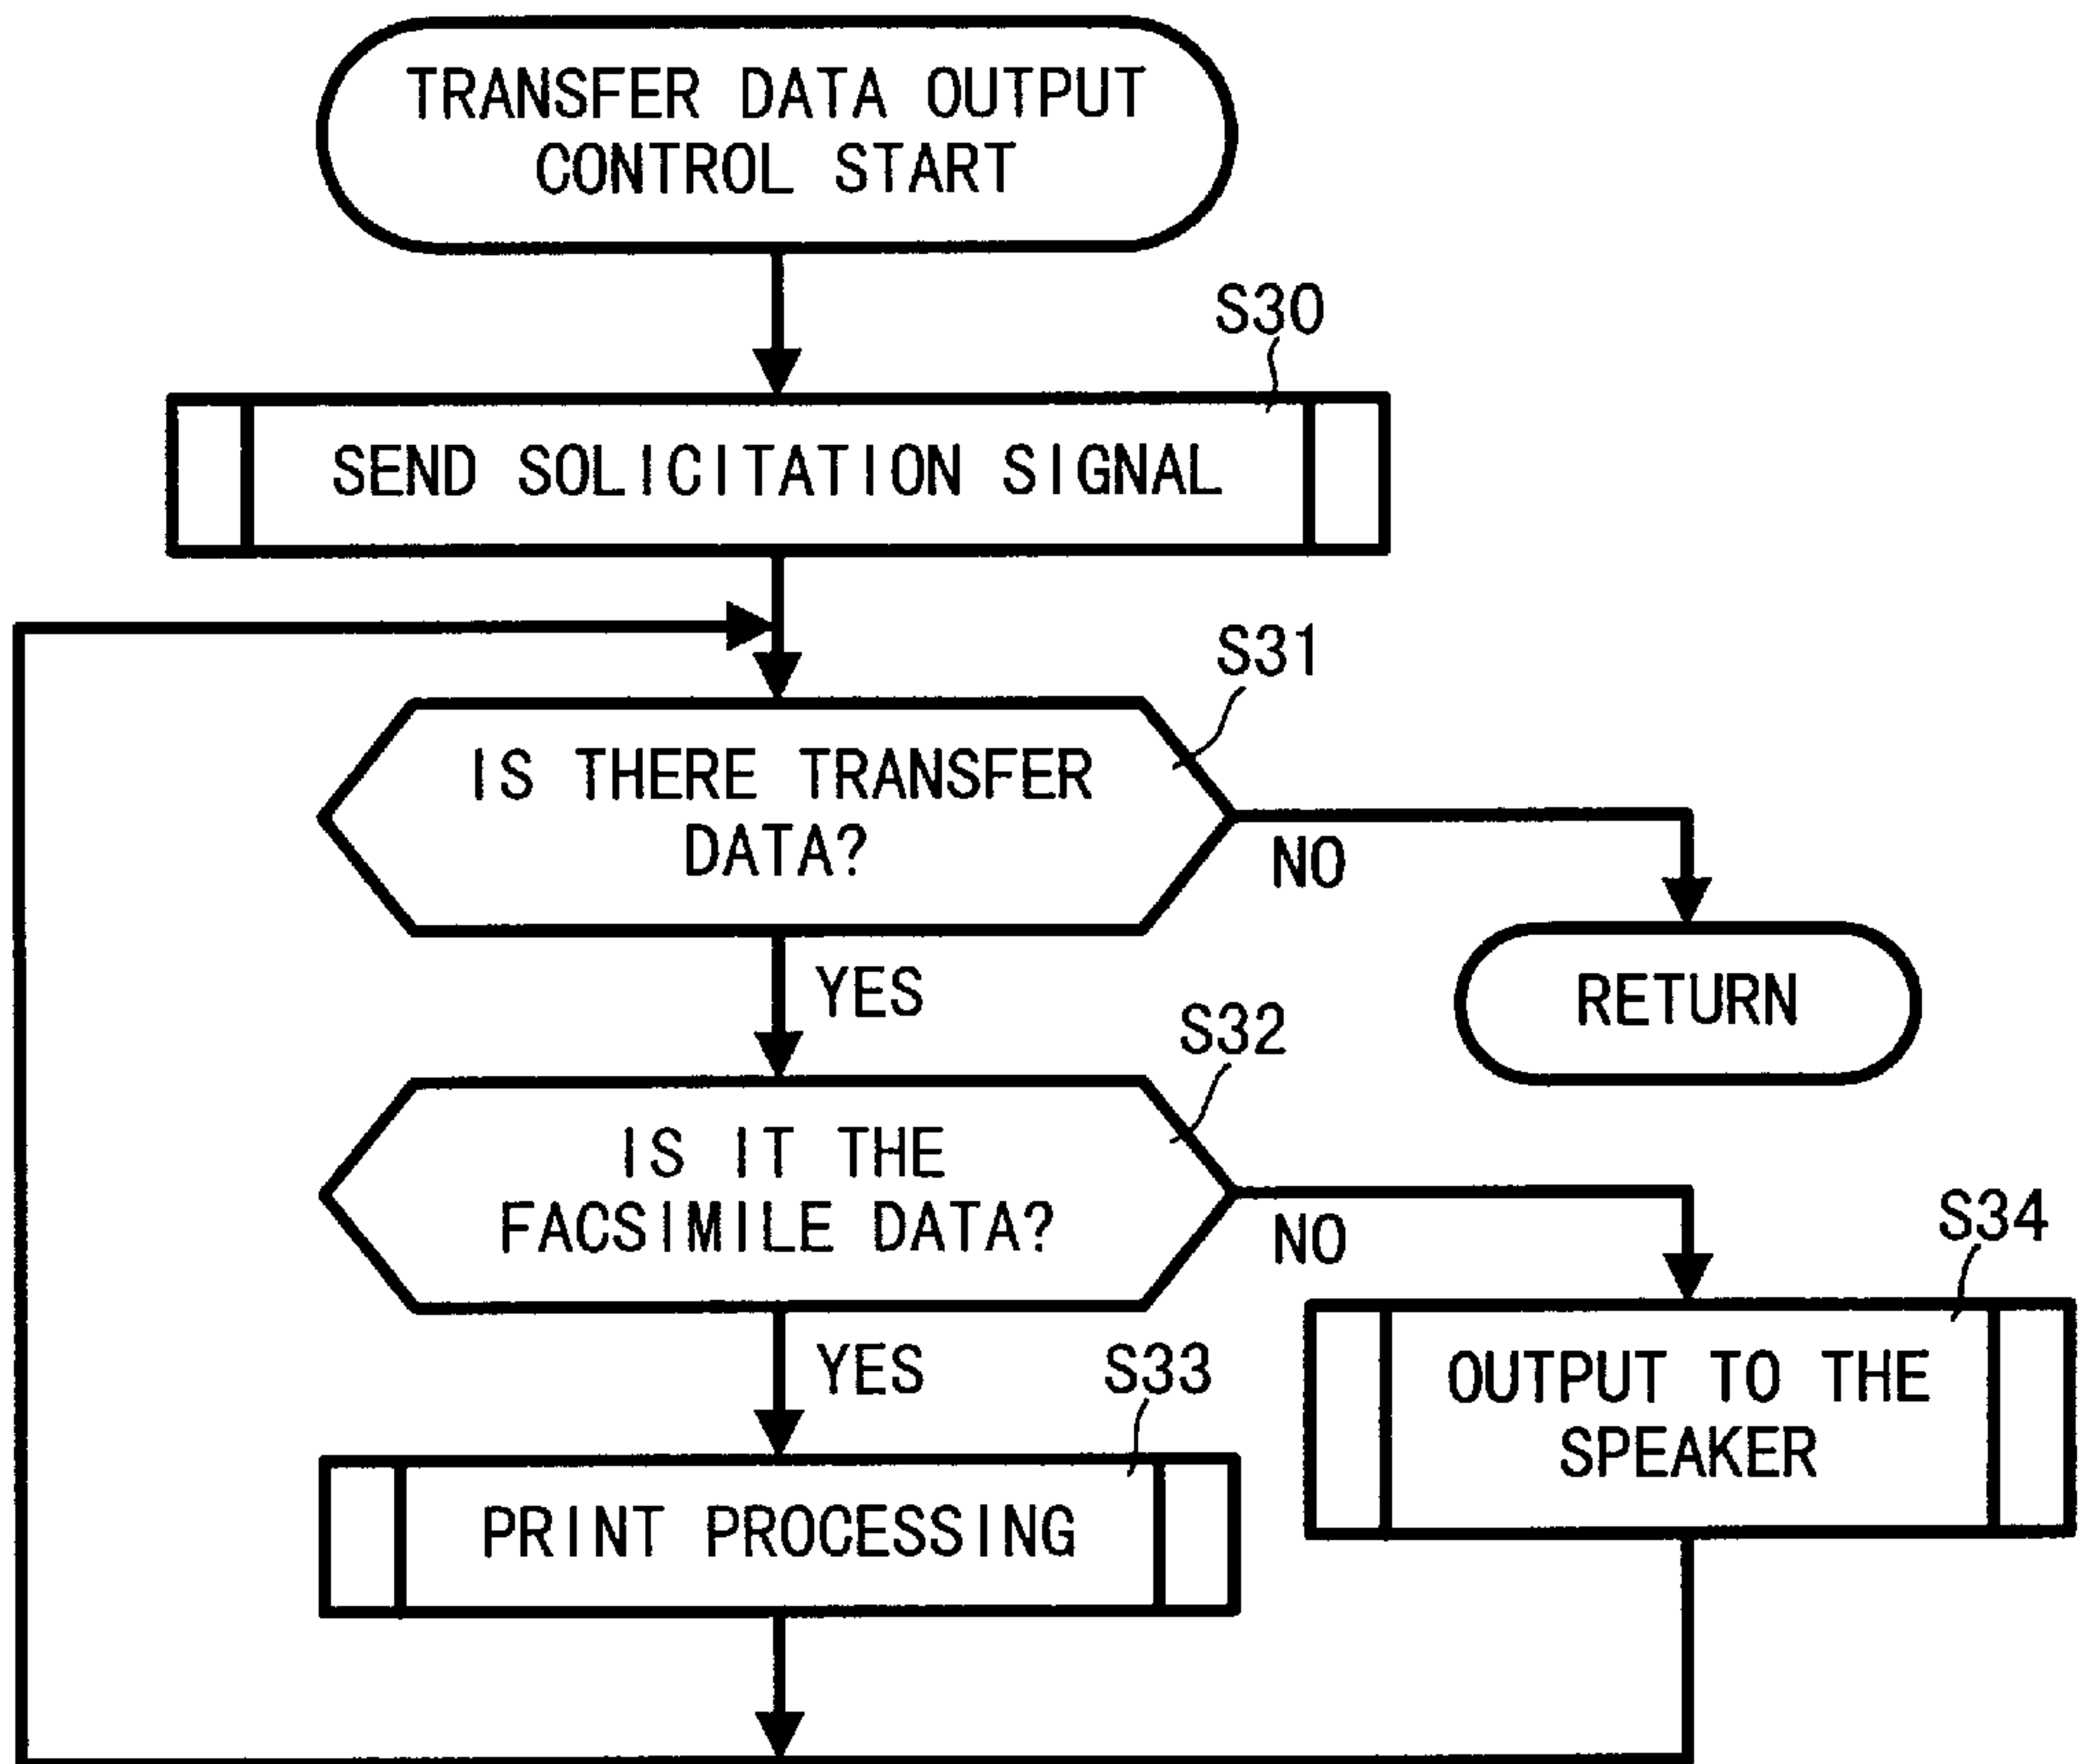 TRANSFER DATA OUTPUT
CONTROL START
S30
SEND SOLICITATION SIGNAL
S31
IS THERE TRANSFER
DATA?
NO
YES
RETURN
S32
IS IT THE
FACSIMILE DATA?
NO
S34
YES
S33
OUTPUT TO THE
SPEAKER
PRINT PROCESSING